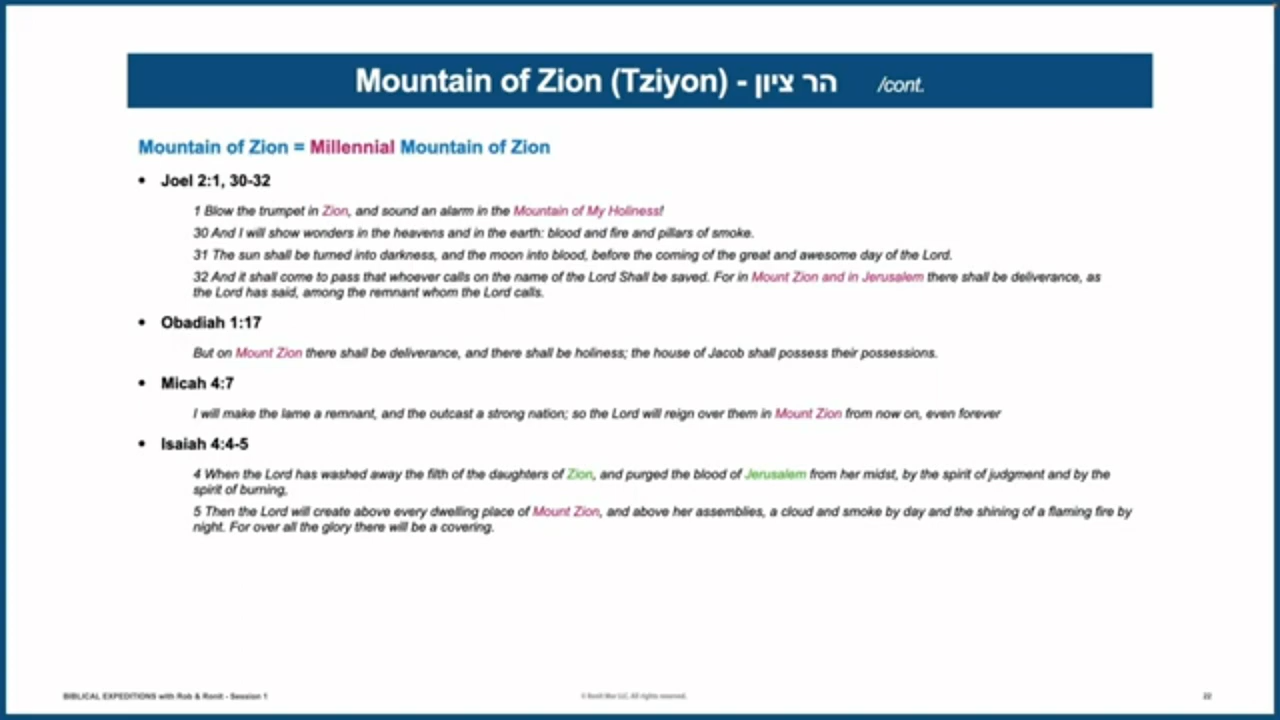 Mountain of Zion (Tziyon) - הר ציון /cont.
Mountain of Zion = Millennial Mountain of Zion
• Joel 2:1, 30-32
1 Blow the trumpet in Zion, and sound an alarm in the Mountain of My Holiness!
30 And I will show wonders in the heavens and in the earth: blood and fire and pillars of smoke.
31 The sun shall be turned into darkness, and the moon into blood, before the coming of the great and awesome day of the Lord.
32 And it shall come to pass that whoever calls on the name of the Lord Shall be saved. For in Mount Zion and in Jerusalem there shall be deliverance, as
the Lord has said, among the remnant whom the Lord calls.
• Obadiah 1:17
But on Mount Zion there shall be deliverance, and there shall be holiness; the house of Jacob shall possess their possessions.
• Micah 4:7
I will make the lame a remnant, and the outcast a strong nation; so the Lord will reign over them in Mount Zion from now on, even forever
• Isaiah 4:4-5
4 When the Lord has washed away the filth of the daughters of Zion, and purged the blood of Jerusalem from her midst, by the spirit of judgment and by the
spirit of burning,
5 Then the Lord will create above every dwelling place of Mount Zion, and above her assemblies, a cloud and smoke by day and the shining of a flaming fire by
night. For over all the glory there will be a covering.
BIBLICAL EXPEDITIONS with Rob & Ronit - Session 1
© Ronit Mor LLC. All rights reserved.
22